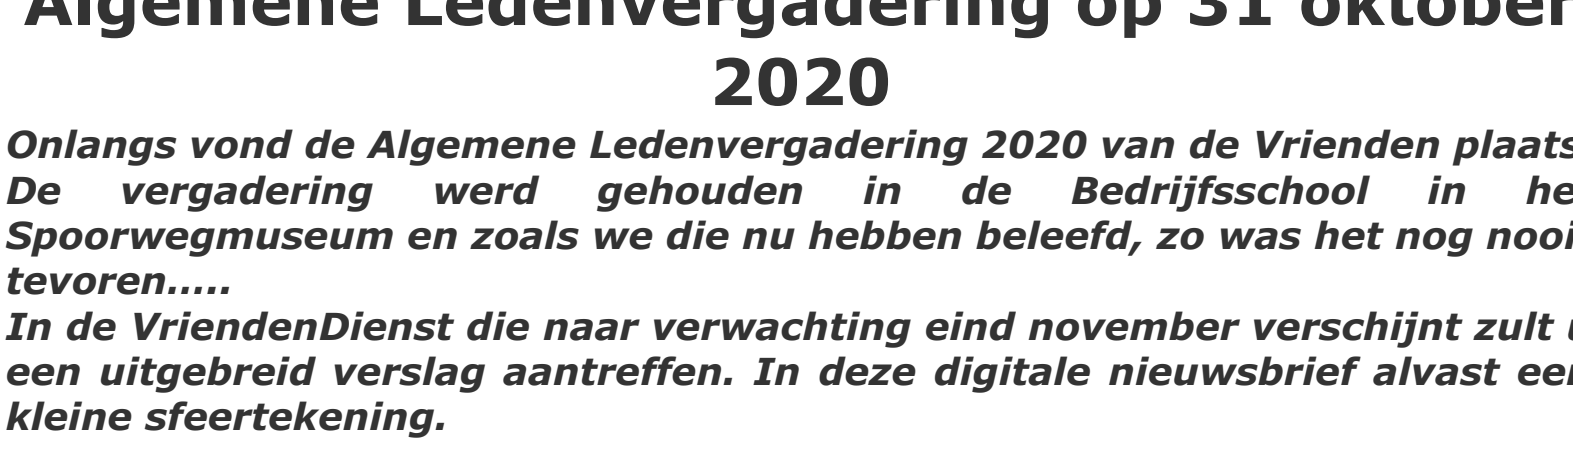 Algemene Ledenvergadering op 31 oktober
2020
Onlangs vond de Algemene Ledenvergadering 2020 van de Vrienden plaats
De vergadering werd gehouden in de Bedrijfsschool in he
Spoorwegmuseum en zoals we die nu hebben beleefd, zo was het nog nooi
tevoren.....
In de VriendenDienst die naar verwachting eind november verschijnt zult u
een uitgebreid verslag aantreffen. In deze digitale nieuwsbrief alvast een
kleine sfeertekening.